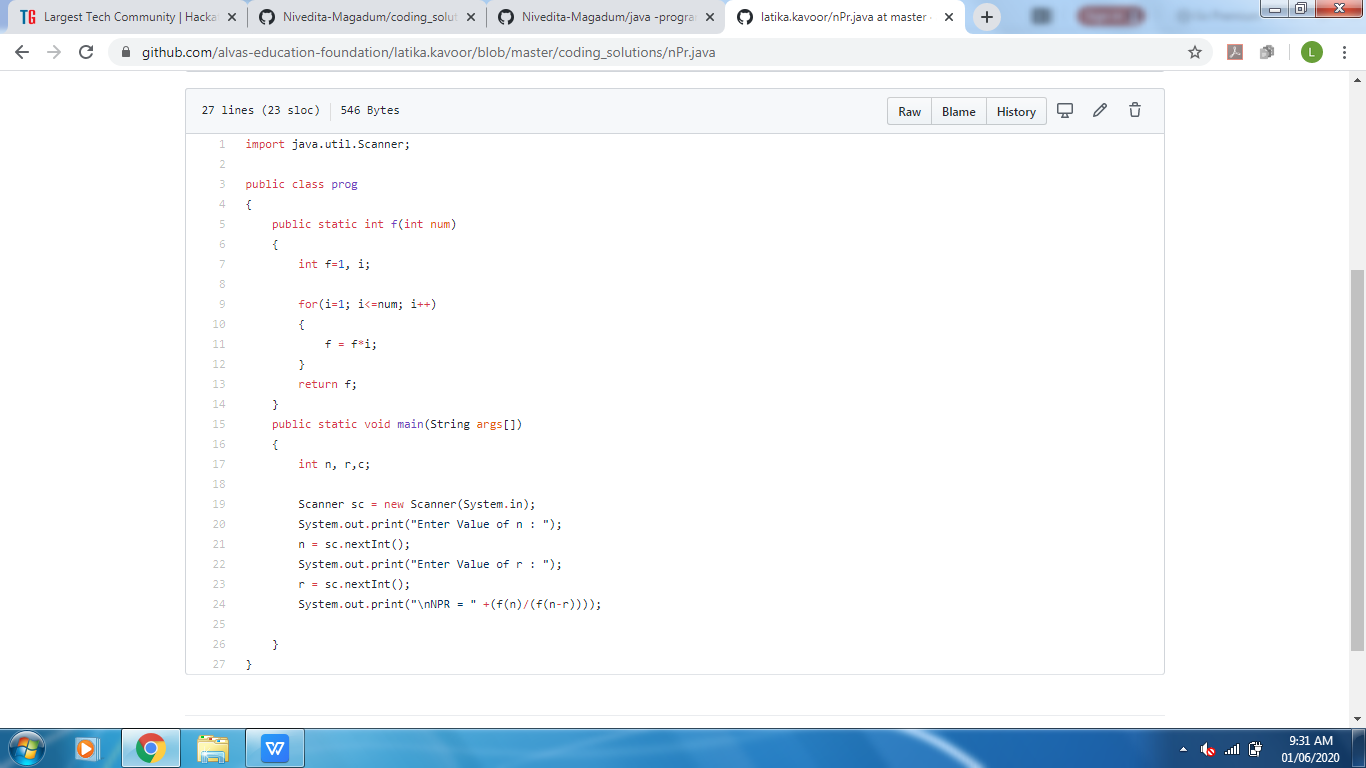 Largest Tech Community | Hacka
Nivedita-Magadum/coding_solut
Nivedita-Magadum/java -progra
latika.kavoor/nPr.java at master
github.com/alvas-education-foundation/latika.kavoor/blob/master/coding_solutions/nPr.java
L
27 lines (23 sloc) 546 Bytes
Raw Blame History
1 import java.util.Scanner;
2
3 public class prog
4 {
5 public static int f(int num)
6 {
7 int f=1, i;
8
9 for(i=1; i<=num; i++)
10 {
11 f = f*i;
12 }
13 return f;
14 }
15 public static void main(String args[])
16 {
17 int n, r,c;
18
19 Scanner sc = new Scanner(System.in);
20 System.out.print("Enter Value of n : ");
21 n = sc.nextInt();
22 System.out.print("Enter Value of r : ");
23 r = sc.nextInt();
24 System.out.print("\nNPR = " +(f(n)/(f(n-r))));
25
26 }
27 }
W
9:31 AM
01/06/2020